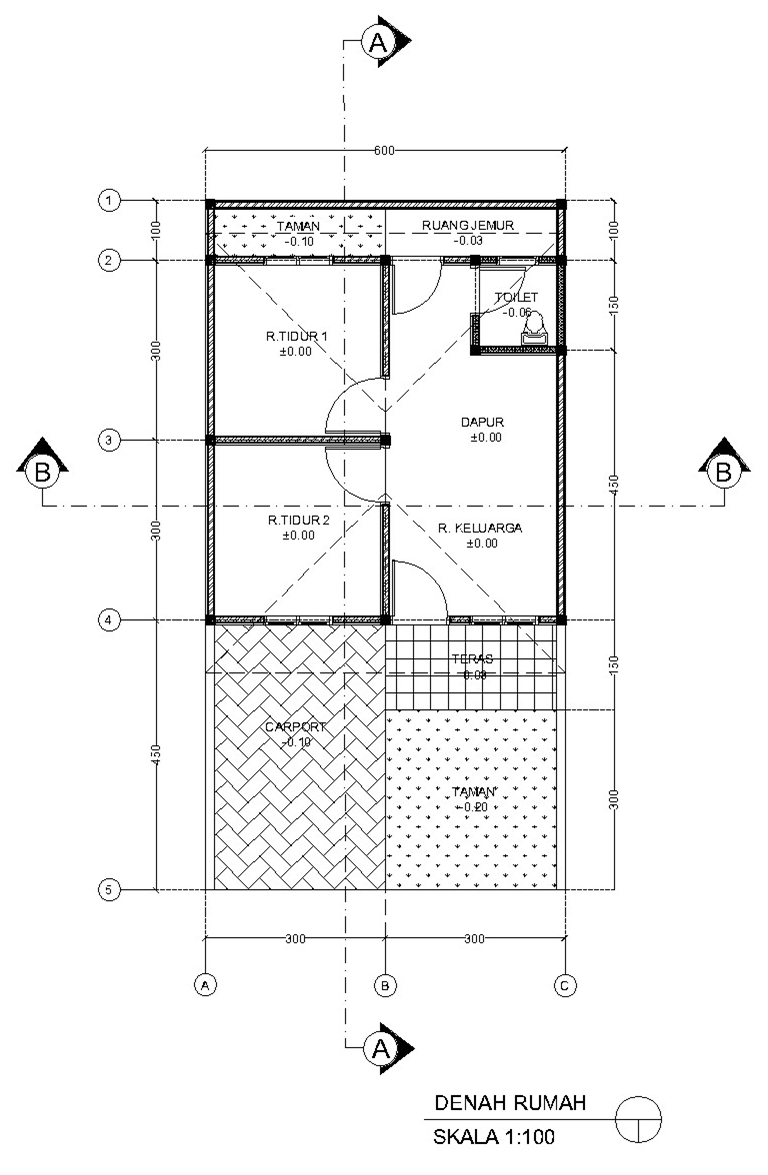 A
600
1
100
TAMAN
-0.10
RUANG JEMUR
-0.03
100
2
300
R.TIDUR 1
±0.00
TOILET
-0.06
150
DAPUR
±0.00
3
B
B
450
300
R.TIDUR 2
±0.00
R. KELUARGA
±0.00
4
TERAS
150
CARPORT
-0.10
450
TAMAN
-0.20
300
5
300
300
A
B
C
A
DENAH RUMAH
SKALA 1:100